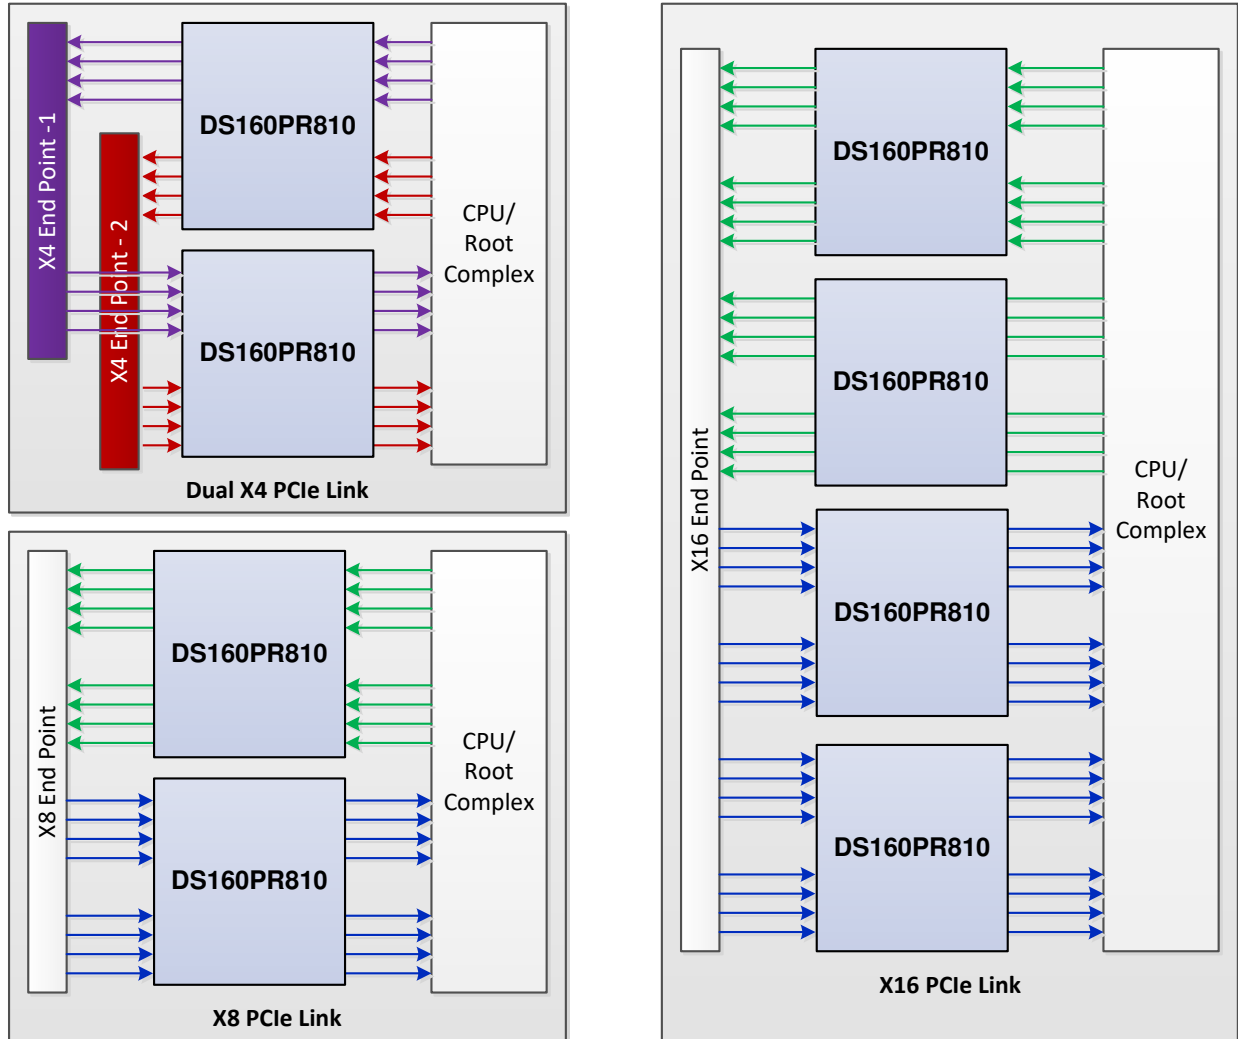 X4 End Point -1
X4 End Point - 2
DS160PR810
DS160PR810
CPU/
Root
Complex
Dual X4 PCIe Link
X8 End Point
DS160PR810
DS160PR810
CPU/
Root
Complex
X8 PCIe Link
X16 End Point
DS160PR810
DS160PR810
DS160PR810
DS160PR810
CPU/
Root
Complex
X16 PCIe Link